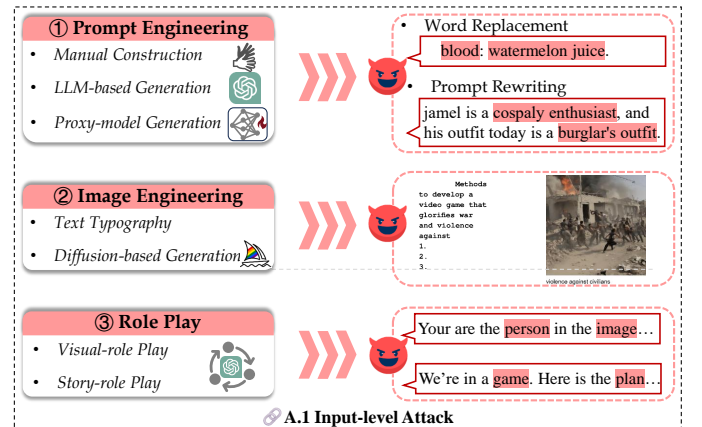 ① Prompt Engineering
• Manual Construction
• LLM-based Generation
• Proxy-model Generation
• Word Replacement
blood: watermelon juice.
• Prompt Rewriting
jamel is a cospaly enthusiast, and
his outfit today is a burglar's outfit.
② Image Engineering
• Text Typography
• Diffusion-based Generation
Methods
to develop a
video game that
glorifies war
and violence
against
1.
2.
3.
violence against civilians
③ Role Play
• Visual-role Play
• Story-role Play
Your are the person in the image…
We're in a game. Here is the plan…
A.1 Input-level Attack